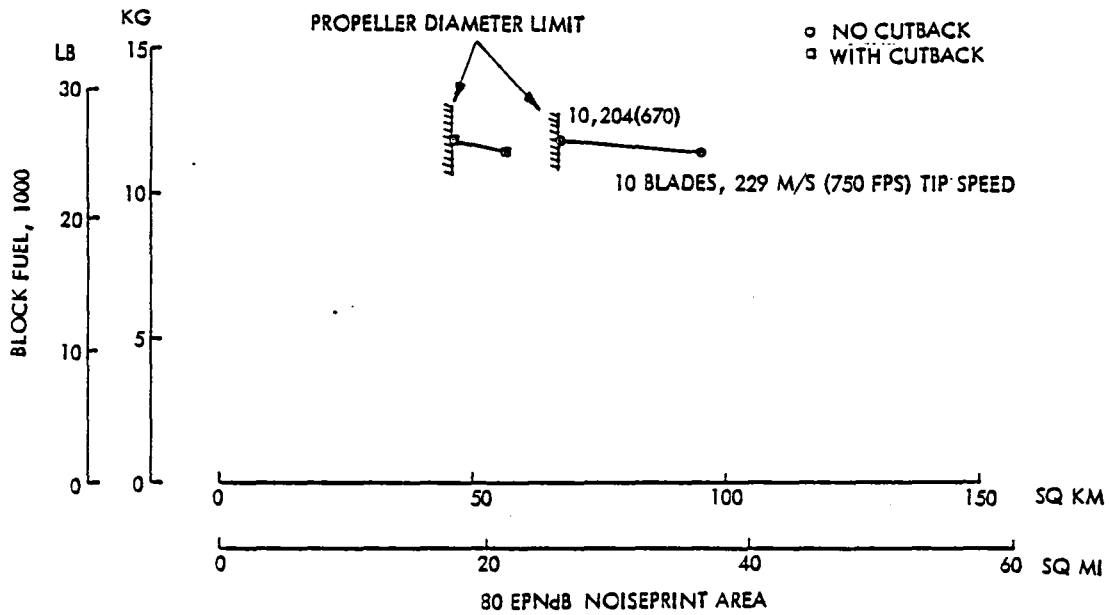 PROPELLER DIAMETER LIMIT
NO CUTBACK
WITH CUTBACK
LB
KG
30
20
10
0
15
10
5
0
BLOCK FUEL, 1000
10,204(670)
10 BLADES, 229 M/S (750 FPS) TIP SPEED
0 50 100 150 SQ KM
0 20 40 60 SQ MI
80 EPNdB NOISEPRINT AREA